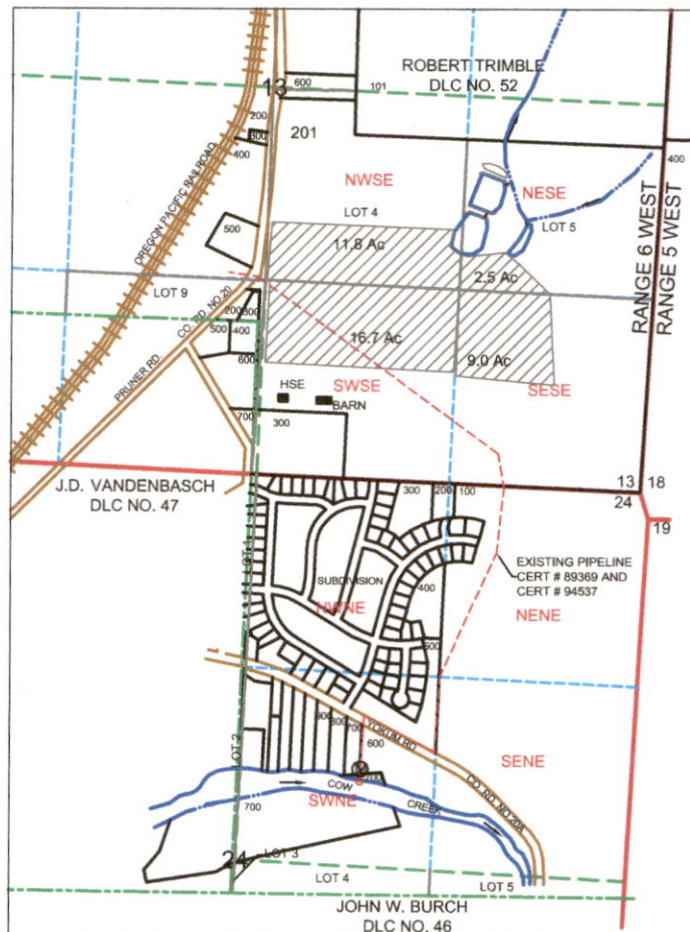 ROBERT TRIMBLE
DLC NO. 52
13
600
101
201
200
300
400
400
OREGON PACIFIC RAILROAD
NWSE
NESE
LOT 4
LOT 5
500
11.8 Ac
2.5 Ac
RANGE 6 WEST
RANGE 5 WEST
LOT 9
CO. RD. NO.20
PRUNER RD.
200
300
500
400
600
16.7 Ac
9.0 Ac
SWSE
SESE
HSE
BARN
300
700
J.D. VANDENBASCH
DLC NO. 47
13
18
24
19
300
200
100
LOT 1
SUBDIVISION
NWNE
400
EXISTING PIPELINE
CERT # 89369 AND
CERT # 94537
NENE
500
LOT 2
900
800
700
600
YOKUM RD
CO. RD. NO.20A
SENE
COW
CREEK
SWNE
700
24
LOT 3
LOT 4
LOT 5
JOHN W. BURCH
DLC NO. 46